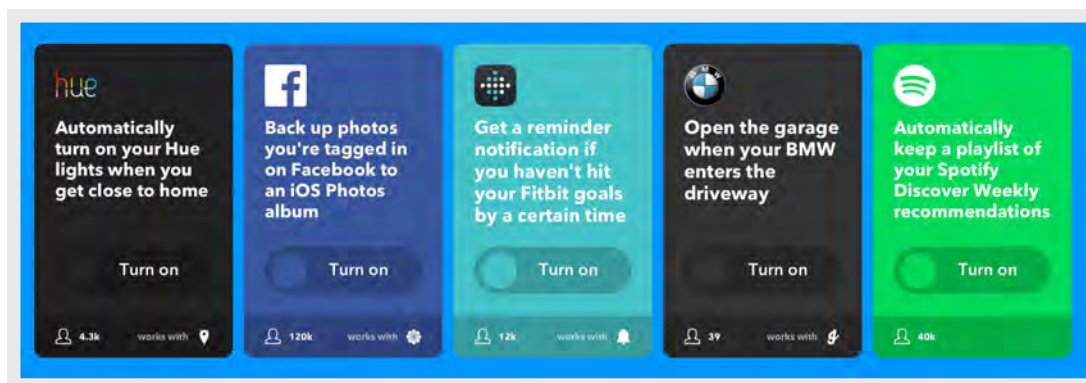 hue
Automatically
turn on your Hue
lights when you
get close to home
Turn on
4.3k works with
Back up photos
you're tagged in
on Facebook to
an iOS Photos
album
Turn on
120k works with
Get a reminder
notification if
you haven't hit
your Fitbit goals
by a certain time
Turn on
12k works with
BMW
Open the garage
when your BMW
enters the
driveway
Turn on
39 works with g
Automatically
keep a playlist of
your Spotify
Discover Weekly
recommendations
Turn on
40k